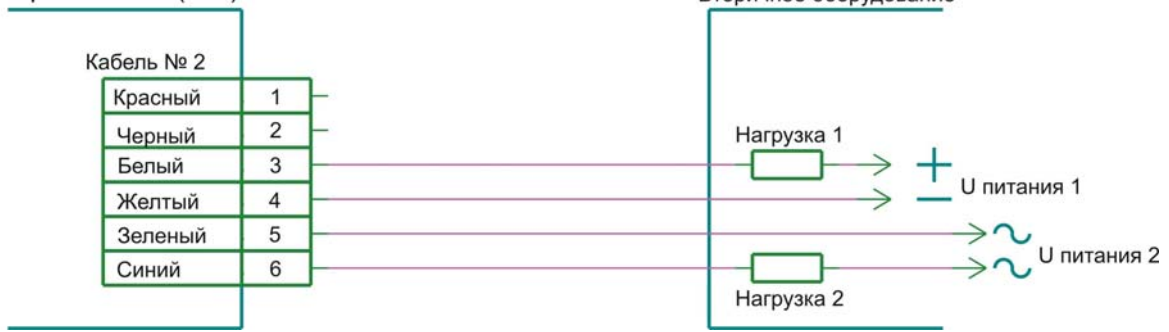 Кабель № 2
Красный 1
Черный 2
Белый 3
Желтый 4
Зеленый 5
Синий 6
Нагрузка 1
+
−
U питания 1
U питания 2
Нагрузка 2